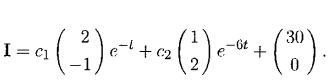 $\mathbf{I} = c_1 \begin{pmatrix} 2 \\ -1 \end{pmatrix} e^{-t} + c_2 \begin{pmatrix} 1 \\ 2 \end{pmatrix} e^{-6t} + \begin{pmatrix} 30 \\ 0 \end{pmatrix}.$